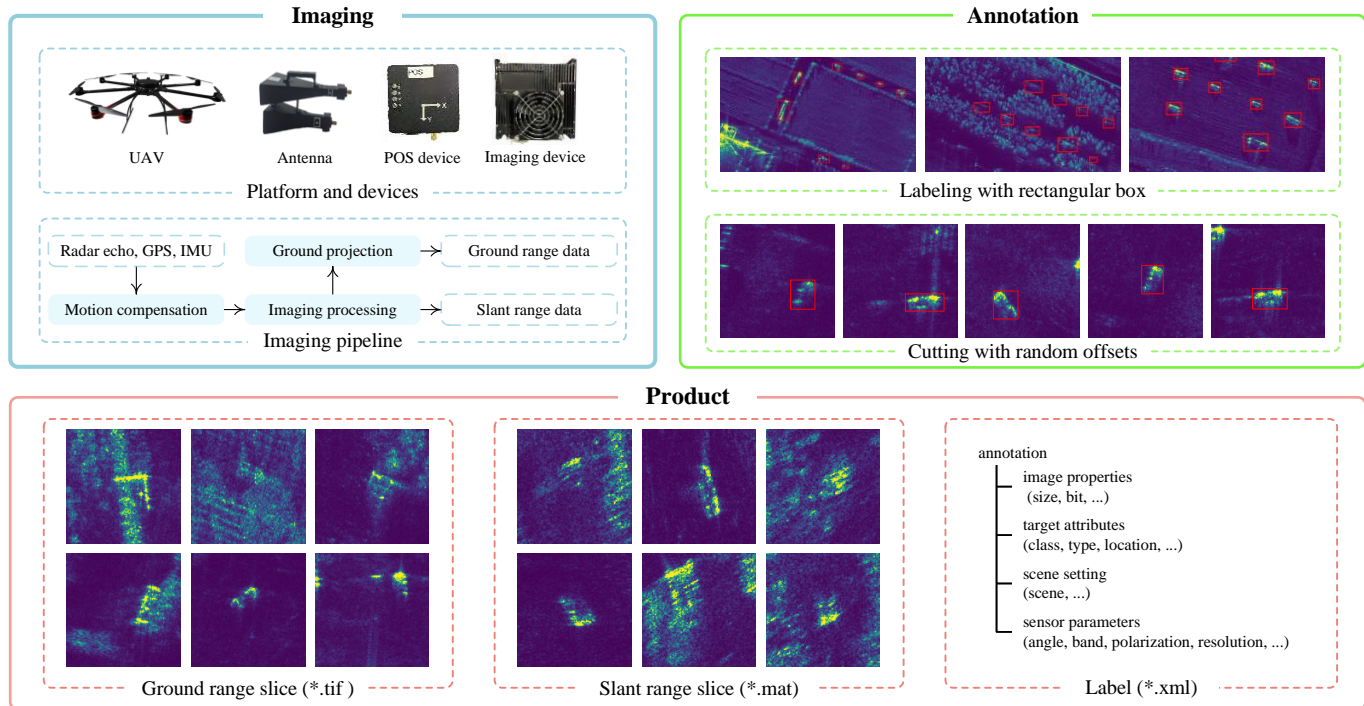 Imaging
POS
X
Y
UAV
Antenna
POS device
Imaging device
Platform and devices
Radar echo, GPS, IMU
Ground projection
Ground range data
Motion compensation
Imaging processing
Slant range data
Imaging pipeline
Annotation
Labeling with rectangular box
Cutting with random offsets
Product
Ground range slice (*.tif )
Slant range slice (*.mat)
annotation
image properties
(size, bit, ...)
target attributes
(class, type, location, ...)
scene setting
(scene, ...)
sensor parameters
(angle, band, polarization, resolution, ...)
Label (*.xml)